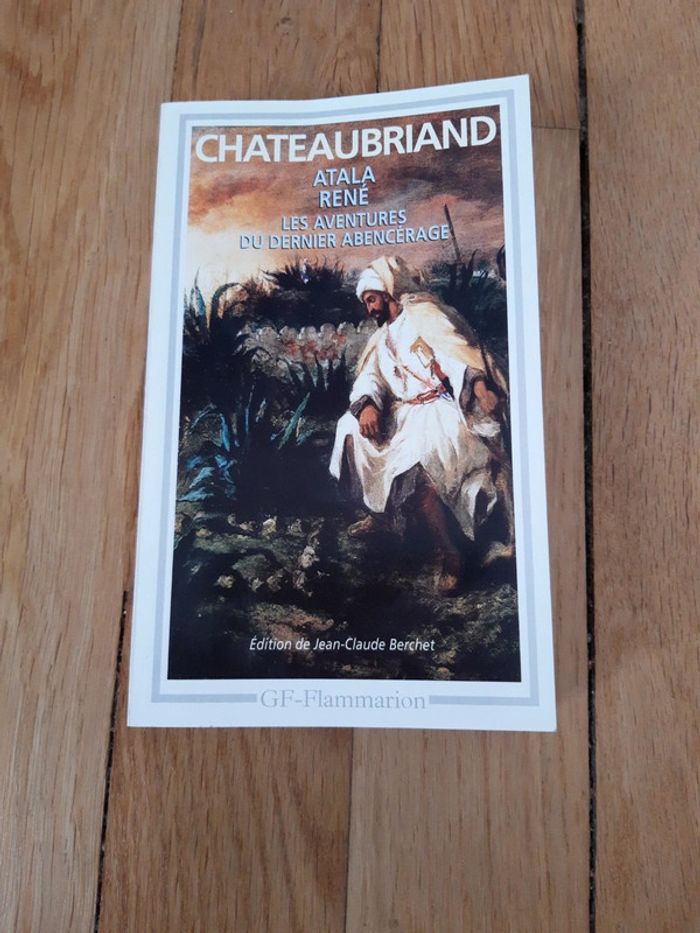 CHATEAUBRIAND
ATALA
RENÉ
LES AVENTURES
DU DERNIER ABENCÉRAGE
Édition de Jean-Claude Berchet
GF-Flammarion